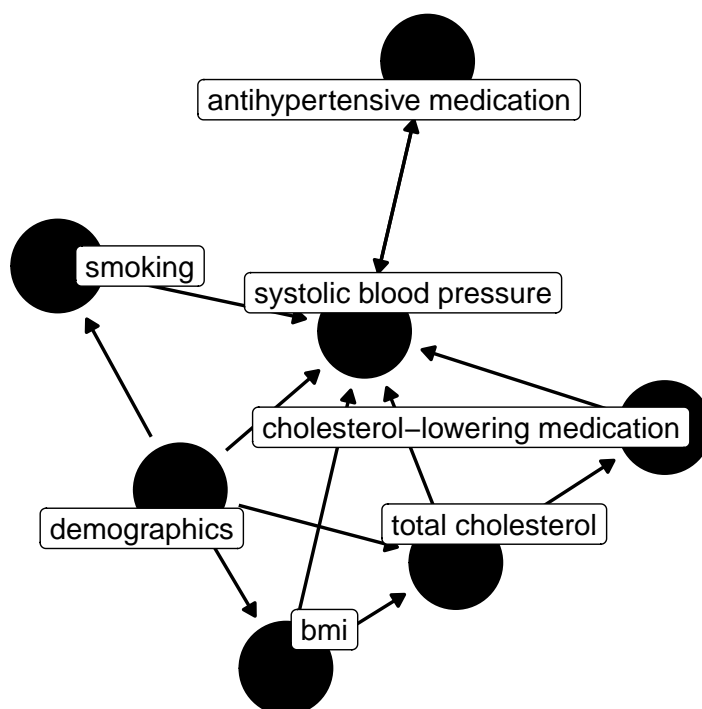 antihypertensive medication
smoking
systolic blood pressure
cholesterol−lowering medication
demographics
total cholesterol
bmi